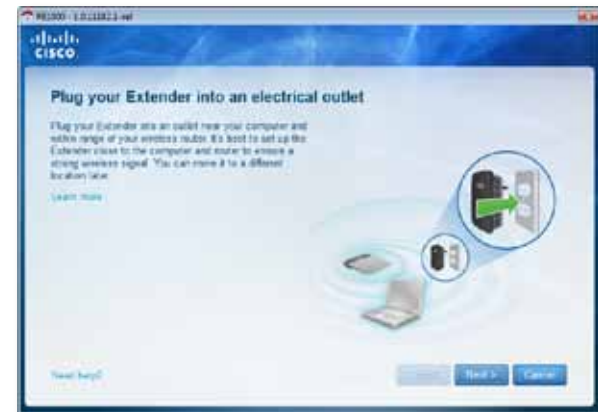 CISCO
Plug your Extender into an electrical outlet
Plug your Extender into an outlet near your computer and
within range of your wireless router. It's best to set up the
Extender close to the computer and router to ensure a
strong wireless signal. You can move it to a different
location later.
Learn more
Need help?
Next >
Cancel